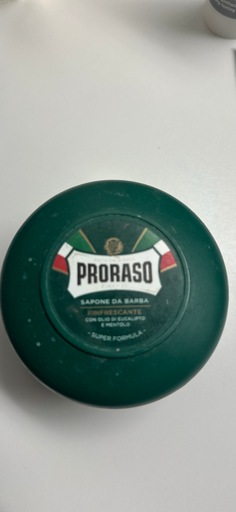 PRORASO
SAPONE DA BARBA
RINFRESCANTE
CON OLIO DI EUCALIPTO
E MENTOLO
- SUPER FORMULA -